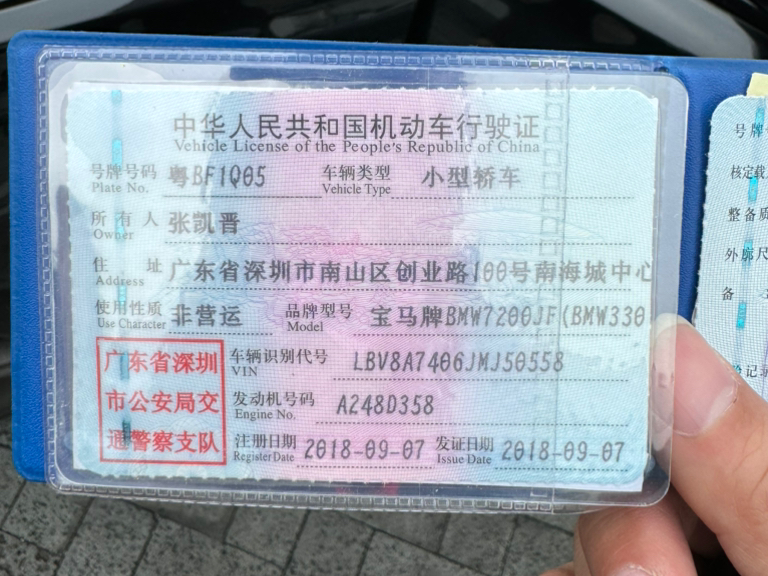 中华人民共和国机动车行驶证
Vehicle License of the People's Republic of China
号牌号码 粤BF1Q05 车辆类型 小型轿车
Plate No. Vehicle Type
所有人 张凯晋
Owner
住址 广东省深圳市南山区创业路100号南海城中心
Address
使用性质 非营运 品牌型号 宝马牌BMW7200JF(BMW330
Use Character Model
广东省深圳
市公安局交
通警察支队
车辆识别代号 LBV8A7406JMJ50558
VIN
发动机号码 A248D358
Engine No.
注册日期 2018-09-07 发证日期 2018-09-07
Register Date Issue Date
号牌
核定载
整备质
外廓尺
备
记录